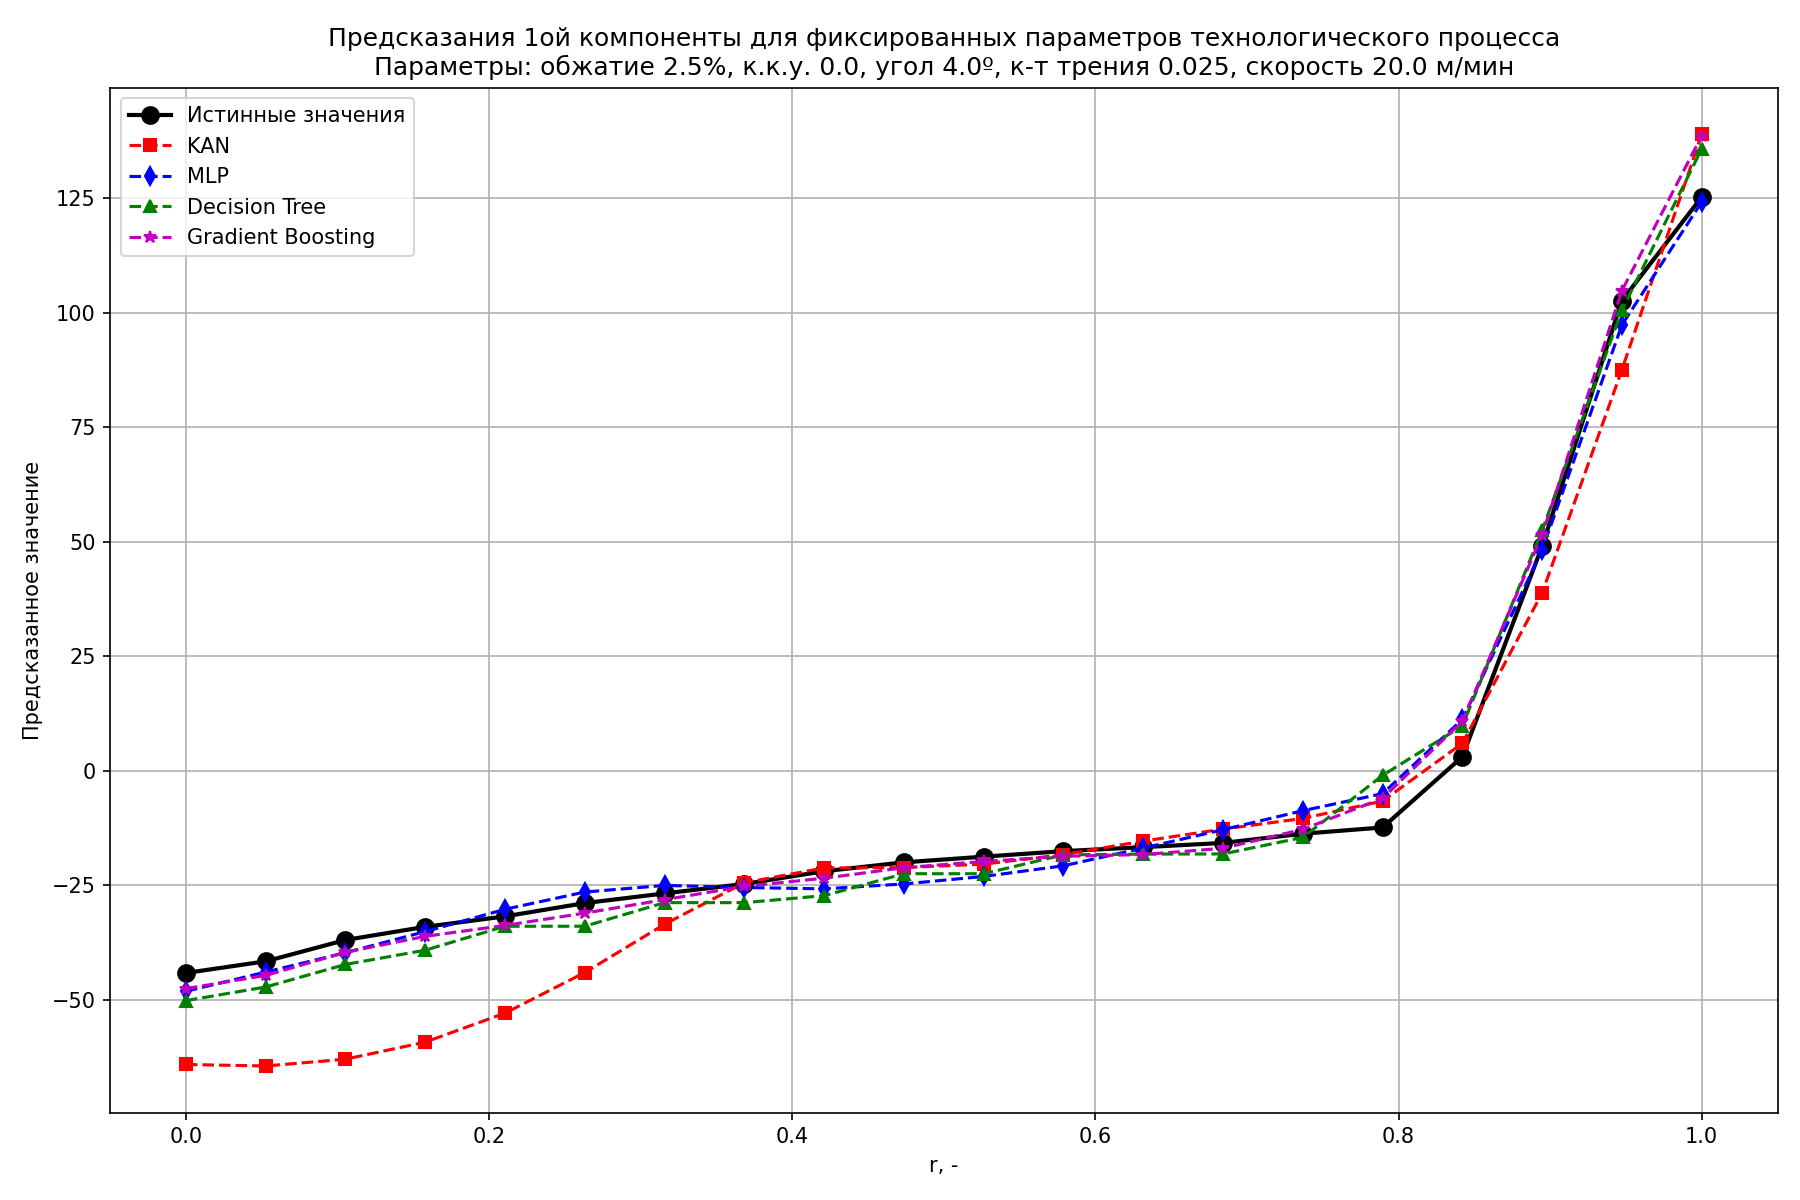 Предсказания 1ой компоненты для фиксированных параметров технологического процесса
Параметры: обжатие 2.5%, к.к.у. 0.0, угол 4.0º, к-т трения 0.025, скорость 20.0 м/мин
Истинные значения
KAN
MLP
Decision Tree
Gradient Boosting
Предсказанное значение
125
100
75
50
25
0
−25
−50
0.0
0.2
0.4
0.6
0.8
1.0
r, -